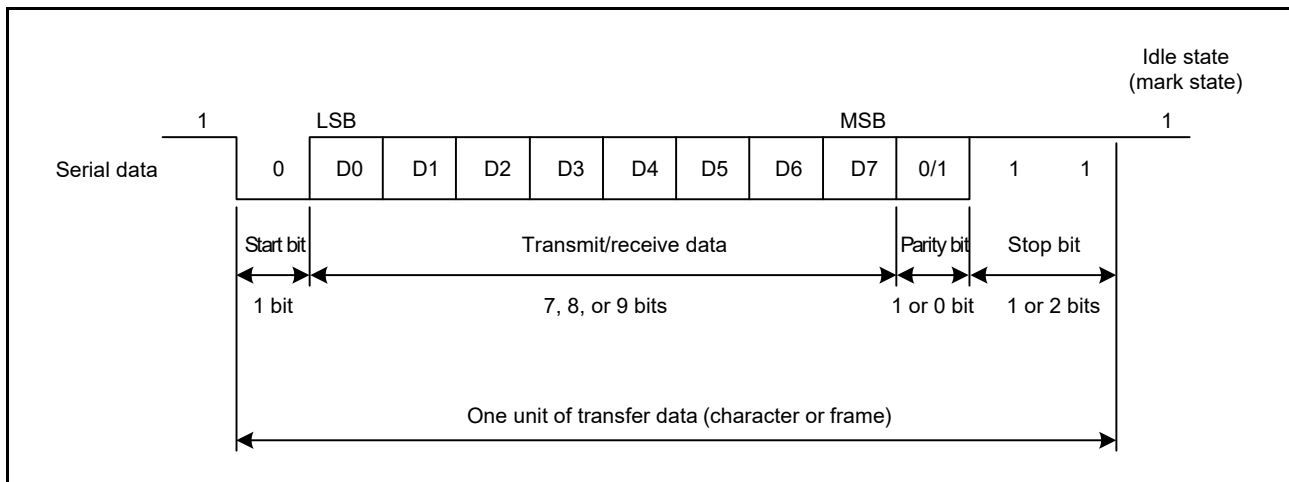 Idle state
(mark state)
1 LSB MSB 1
Serial data 0 D0 D1 D2 D3 D4 D5 D6 D7 0/1 1 1
Start bit Transmit/receive data Parity bit Stop bit
1 bit 7, 8, or 9 bits 1 or 0 bit 1 or 2 bits
One unit of transfer data (character or frame)